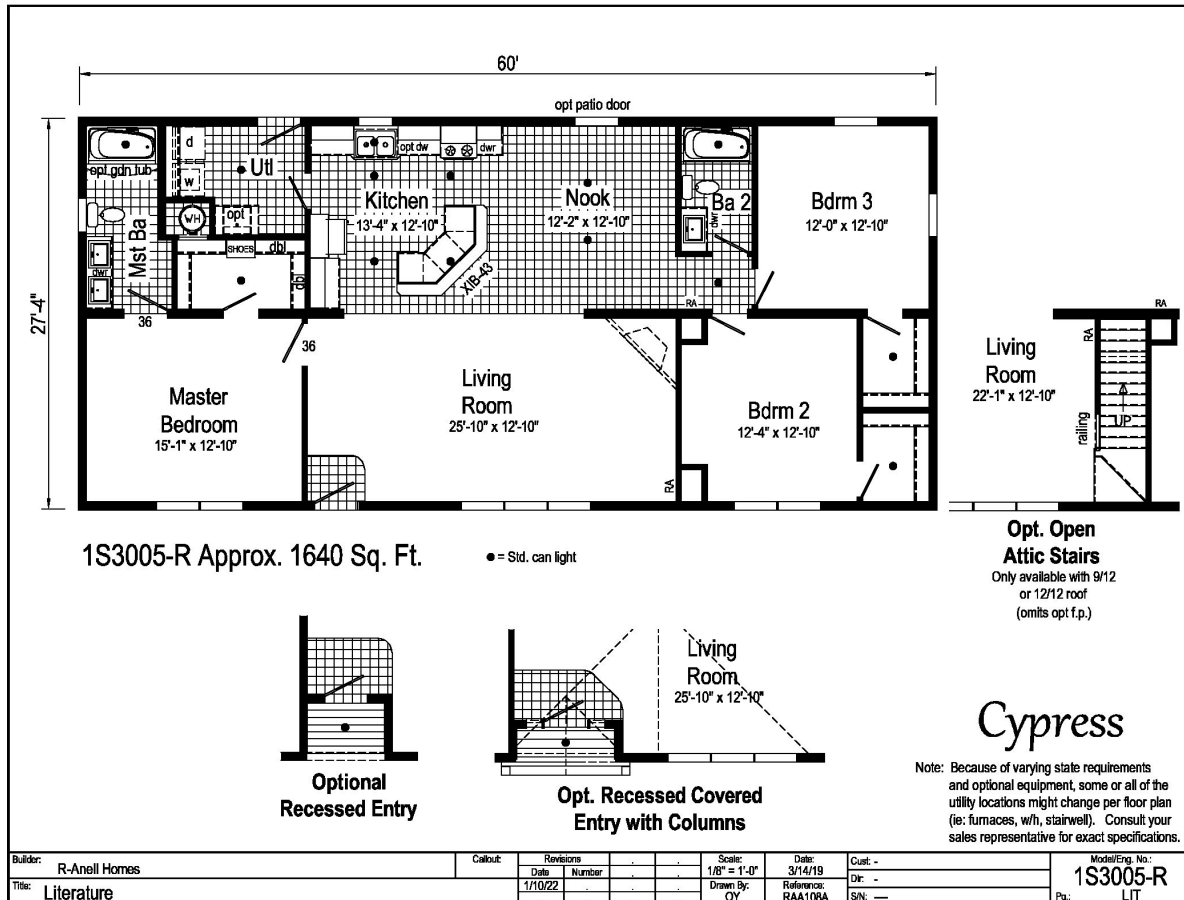 60'
opt patio door
27'-4"
opt gdn tub
d
w
Utl
WH
opt
Mst Ba
dwr
SHOES
dbl
dbl
36
36
opt dw
dwr
Kitchen
13'-4" x 12'-10"
XIB-43
Nook
12'-2" x 12'-10"
Ba 2
dwr
Bdrm 3
12'-0" x 12'-10"
RA
Master
Bedroom
15'-1" x 12'-10"
Living
Room
25'-10" x 12'-10"
RA
Bdrm 2
12'-4" x 12'-10"
RA
Living
Room
22'-1" x 12'-10"
RA
railing
UP
1S3005-R Approx. 1640 Sq. Ft.
● = Std. can light
Opt. Open
Attic Stairs
Only available with 9/12
or 12/12 roof
(omits opt f.p.)
Optional
Recessed Entry
Living
Room
25'-10" x 12'-10"
Opt. Recessed Covered
Entry with Columns
Cypress
Note: Because of varying state requirements
and optional equipment, some or all of the
utility locations might change per floor plan
(ie: furnaces, w/h, stairwell). Consult your
sales representative for exact specifications.
Builder: R-Anell Homes
Title: Literature
Callout:
Revisions
Date Number
1/10/22
Scale:
1/8" = 1'-0"
Drawn By:
OY
Date:
3/14/19
Reference:
RAA108A
Cust: -
Dlr: -
S/N: —
Model/Eng. No.:
1S3005-R
Pg.: LIT